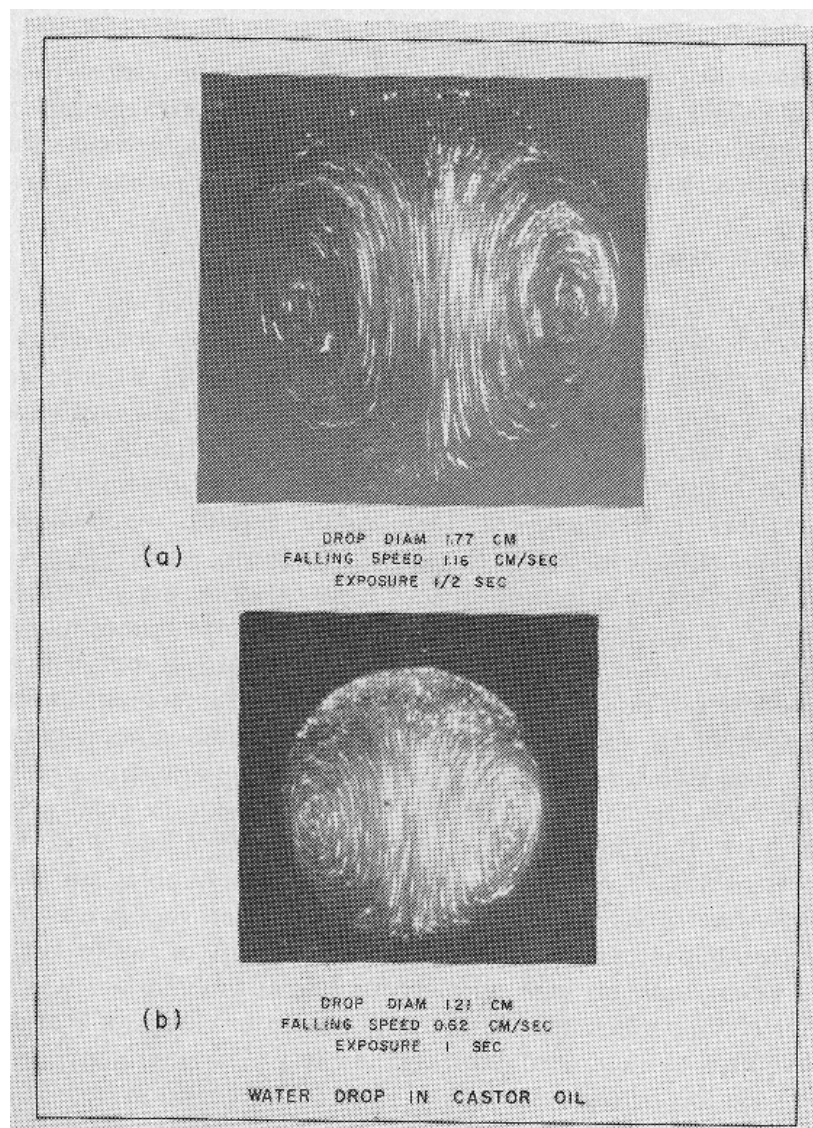 (a)
DROP DIAM 1.77 CM
FALLING SPEED 1.16 CM/SEC
EXPOSURE 1/2 SEC
(b)
DROP DIAM 1.21 CM
FALLING SPEED 0.62 CM/SEC
EXPOSURE 1 SEC
WATER DROP IN CASTOR OIL